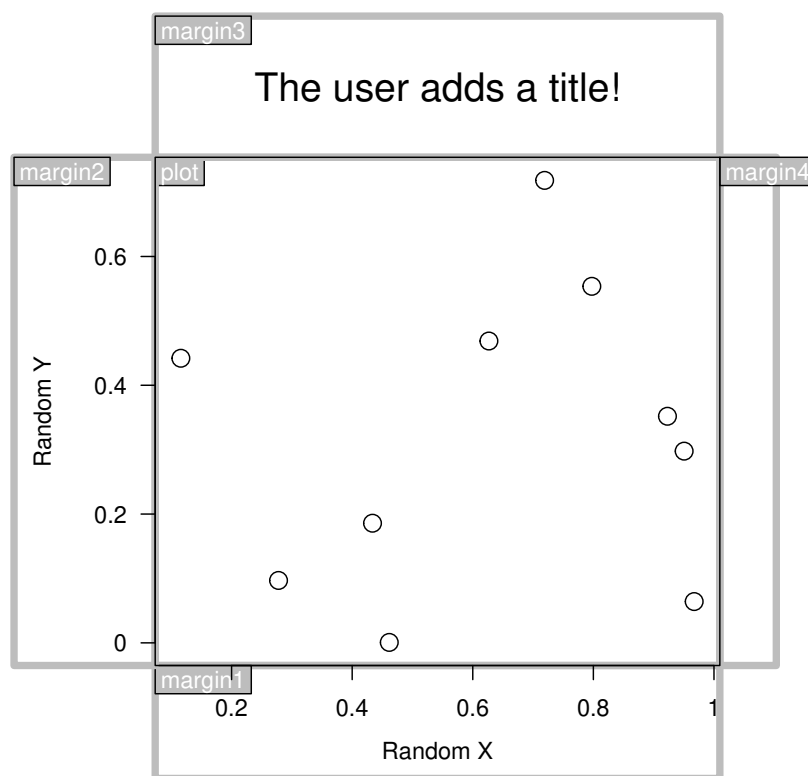 margin3
The user adds a title!
margin2
plot
margin4
0.6
0.4
0.2
0
Random Y
margin1
0.2 0.4 0.6 0.8 1
Random X